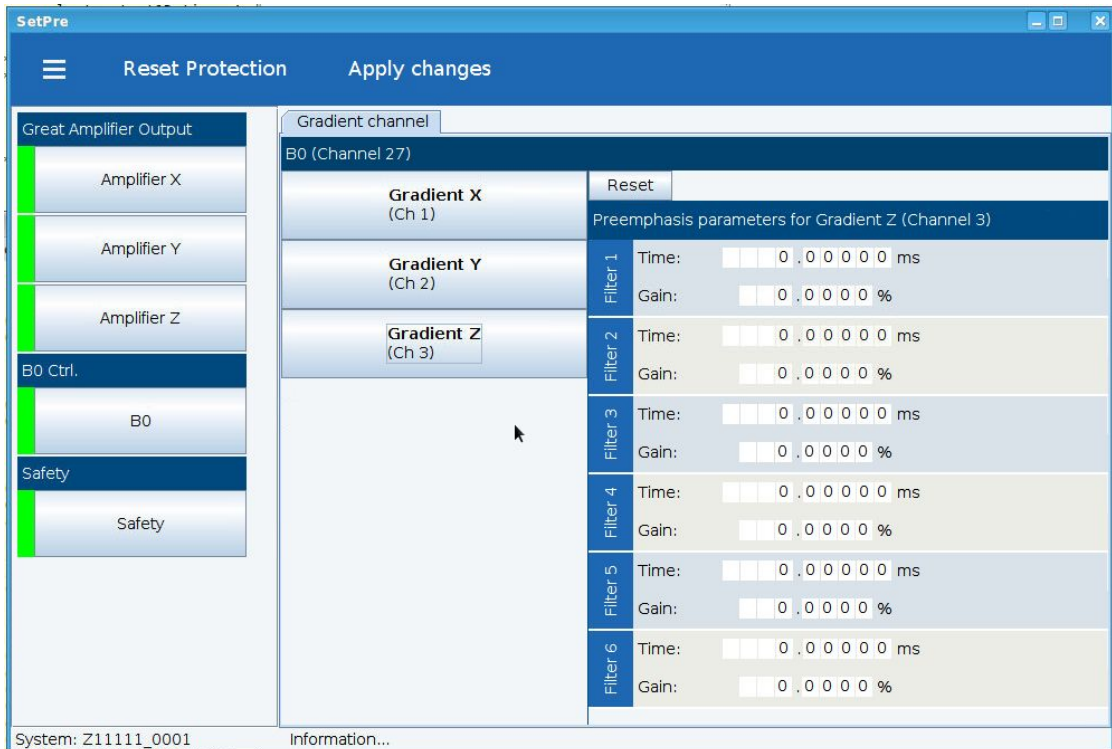 SetPre
Reset Protection Apply changes
Great Amplifier Output
Amplifier X
Amplifier Y
Amplifier Z
B0 Ctrl.
B0
Safety
Safety
Gradient channel
B0 (Channel 27)
Gradient X
(Ch 1)
Gradient Y
(Ch 2)
Gradient Z
(Ch 3)
Reset
Preemphasis parameters for Gradient Z (Channel 3)
Filter 1
Time: 0.00000 ms
Gain: 0.0000 %
Filter 2
Time: 0.00000 ms
Gain: 0.0000 %
Filter 3
Time: 0.00000 ms
Gain: 0.0000 %
Filter 4
Time: 0.00000 ms
Gain: 0.0000 %
Filter 5
Time: 0.00000 ms
Gain: 0.0000 %
Filter 6
Time: 0.00000 ms
Gain: 0.0000 %
System: Z11111_0001 Information...